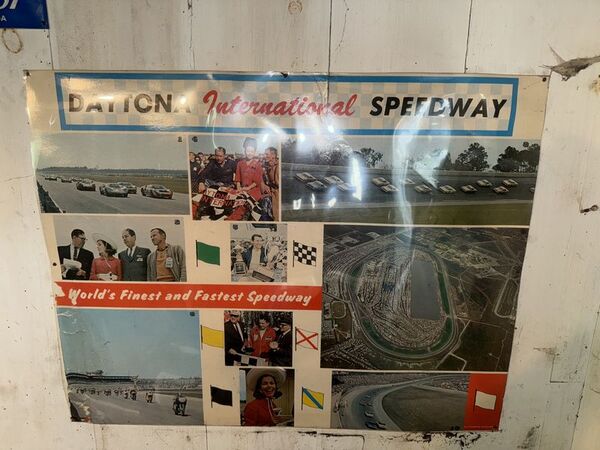 DAYTONA International SPEEDWAY
World's Finest and Fastest Speedway